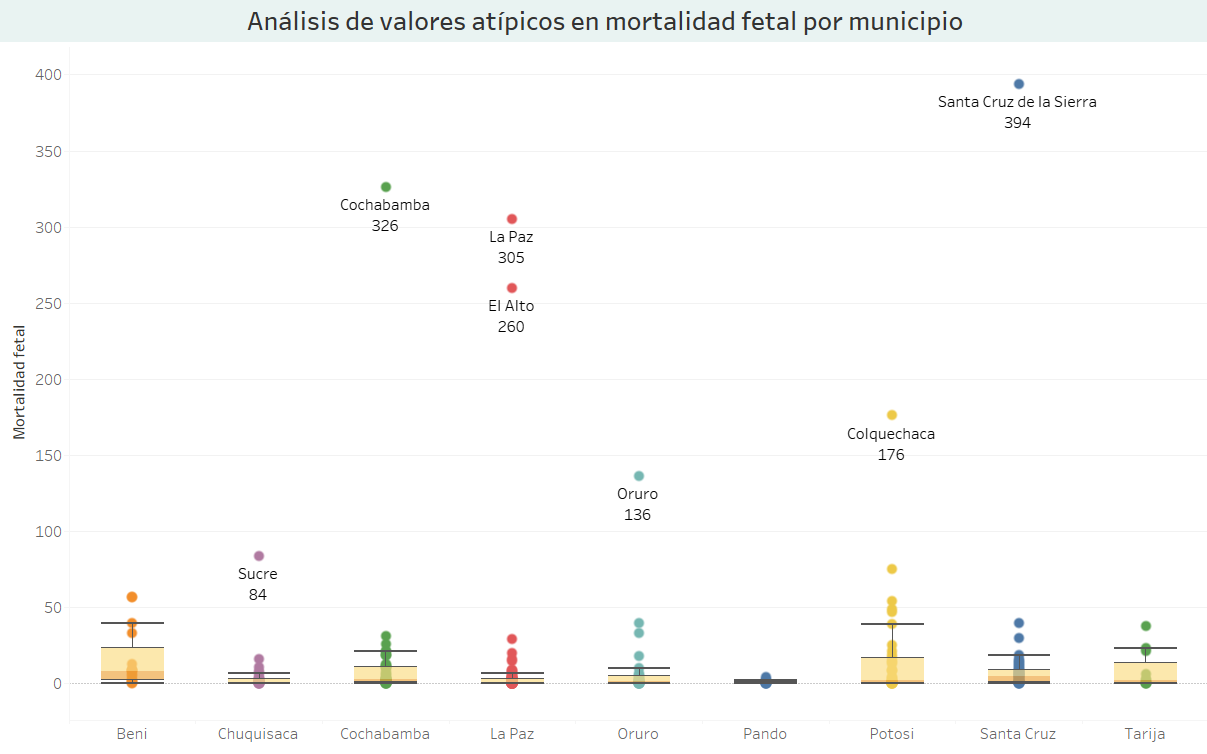 Análisis de valores atípicos en mortalidad fetal por municipio
Mortalidad fetal
400
350
300
250
200
150
100
50
0
Santa Cruz de la Sierra
394
Cochabamba
326
La Paz
305
El Alto
260
Colquechaca
176
Oruro
136
Sucre
84
Beni
Chuquisaca
Cochabamba
La Paz
Oruro
Pando
Potosi
Santa Cruz
Tarija